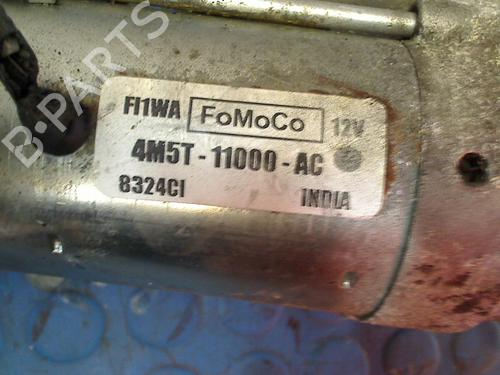 B-PARTS
FI1WA FoMoCo 12V
4M5T-11000-AC
8324CI INDIA